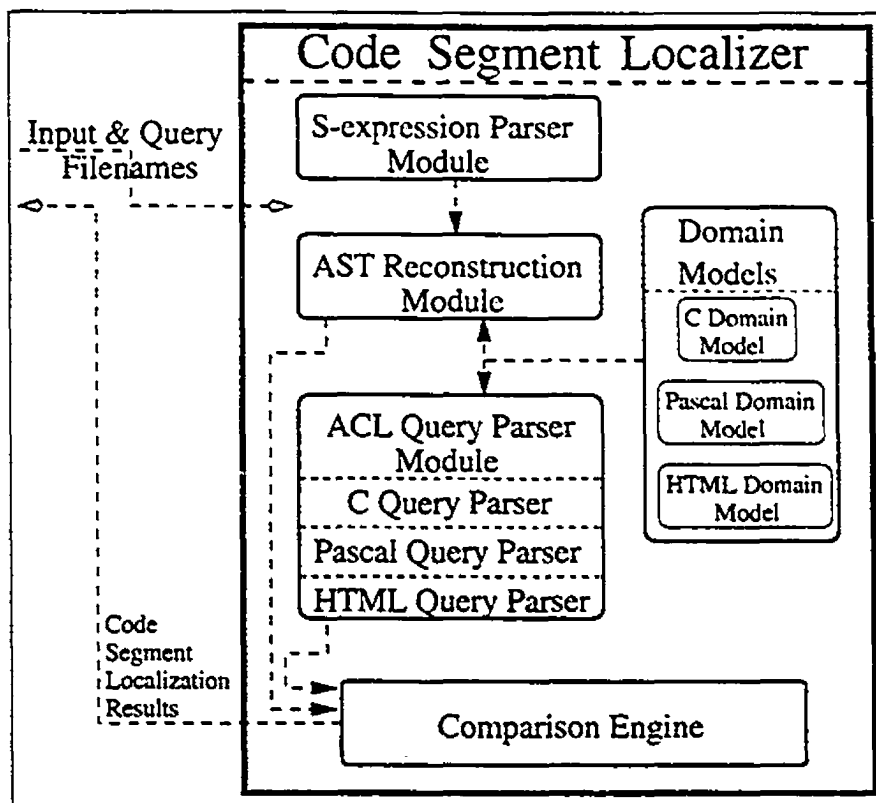 Code Segment Localizer
Input & Query
Filenames
S-expression Parser
Module
AST Reconstruction
Module
Domain
Models
C Domain
Model
Pascal Domain
Model
HTML Domain
Model
ACL Query Parser
Module
C Query Parser
Pascal Query Parser
HTML Query Parser
Code
Segment
Localization
Results
Comparison Engine